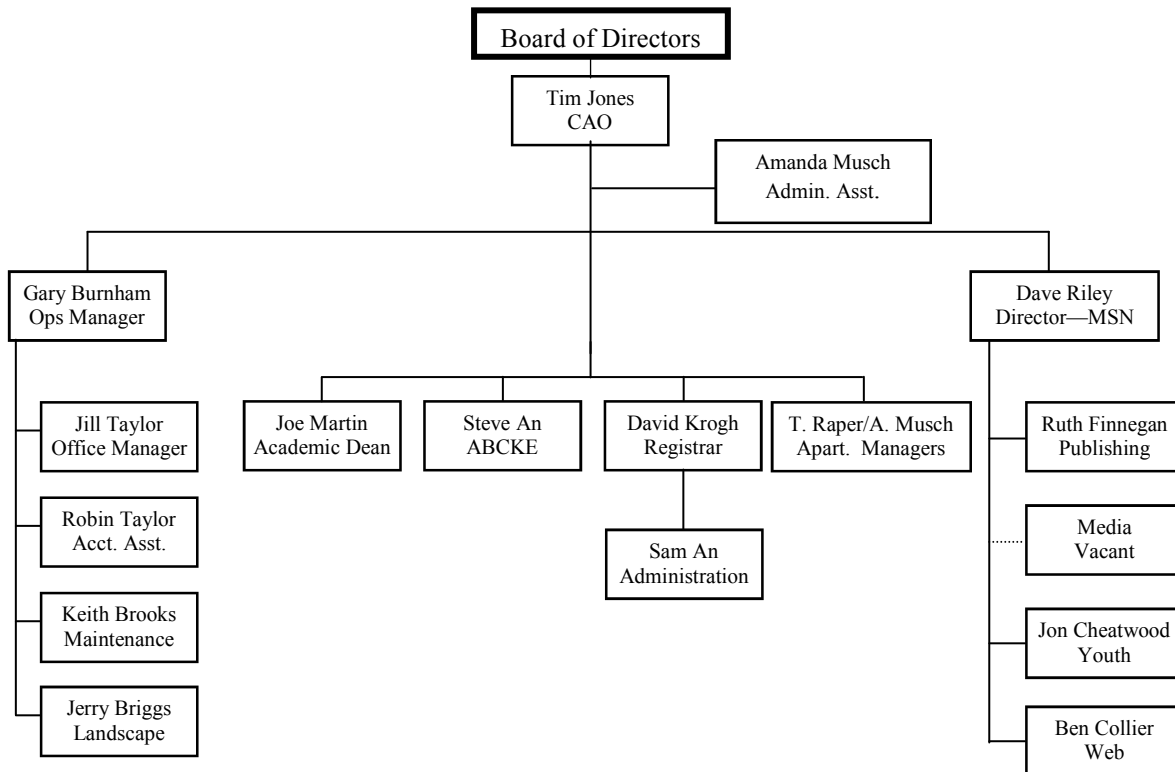 Board of Directors
Tim Jones
CAO
Amanda Musch
Admin. Asst.
Gary Burnham
Ops Manager
Dave Riley
Director—MSN
Jill Taylor
Office Manager
Joe Martin
Academic Dean
Steve An
ABCKE
David Krogh
Registrar
T. Raper/A. Musch
Apart. Managers
Ruth Finnegan
Publishing
Robin Taylor
Acct. Asst.
Sam An
Administration
Media
Vacant
Keith Brooks
Maintenance
Jon Cheatwood
Youth
Jerry Briggs
Landscape
Ben Collier
Web